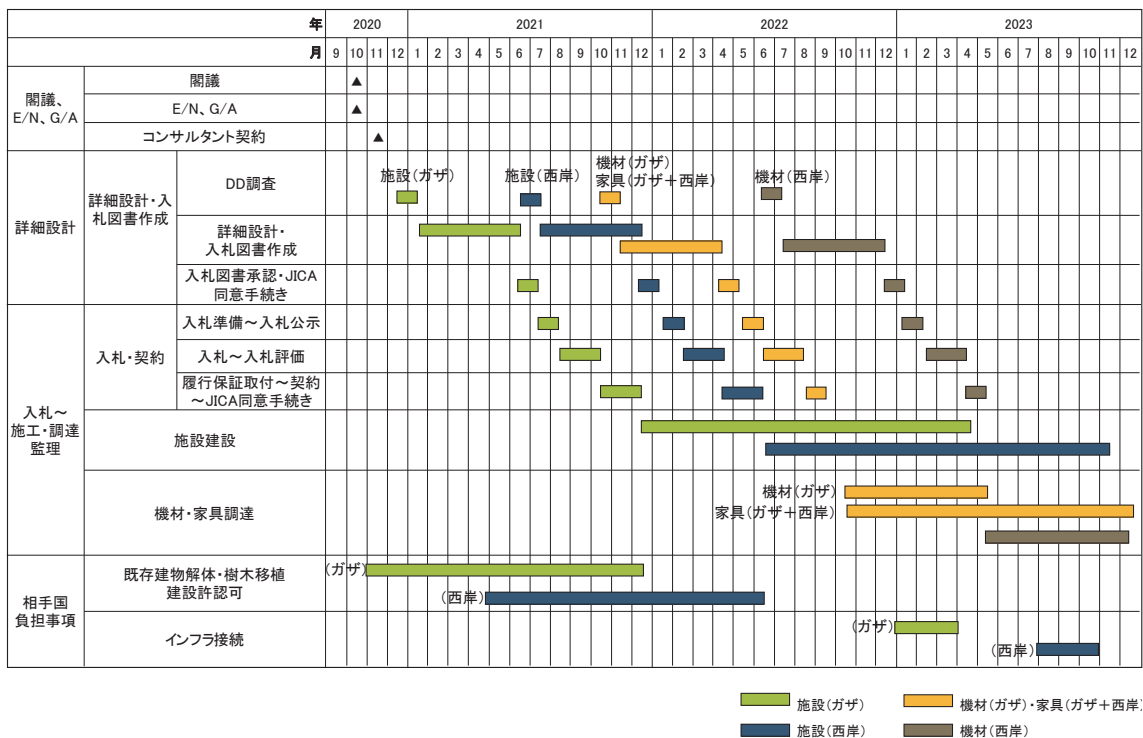 年 2020 2021 2022 2023
月 9 10 11 12 1 2 3 4 5 6 7 8 9 10 11 12 1 2 3 4 5 6 7 8 9 10 11 12 1 2 3 4 5 6 7 8 9 10 11 12
閣議、
E/N、G/A
閣議 ▲
E/N、G/A ▲
コンサルタント契約 ▲
詳細設計
詳細設計・入
札図書作成
DD調査
施設(ガザ)
施設(西岸)
機材(ガザ)
家具(ガザ+西岸)
機材(西岸)
詳細設計・
入札図書作成
入札図書承認・JICA
同意手続き
入札～
施工・調達
監理
入札・契約
入札準備～入札公示
入札～入札評価
履行保証取付～契約
～JICA同意手続き
施設建設
機材・家具調達
機材(ガザ)
家具(ガザ+西岸)
相手国
負担事項
既存建物解体・樹木移植
建設許認可
(ガザ)
(西岸)
インフラ接続
(ガザ)
(西岸)
施設(ガザ) 機材(ガザ)・家具(ガザ+西岸)
施設(西岸) 機材(西岸)